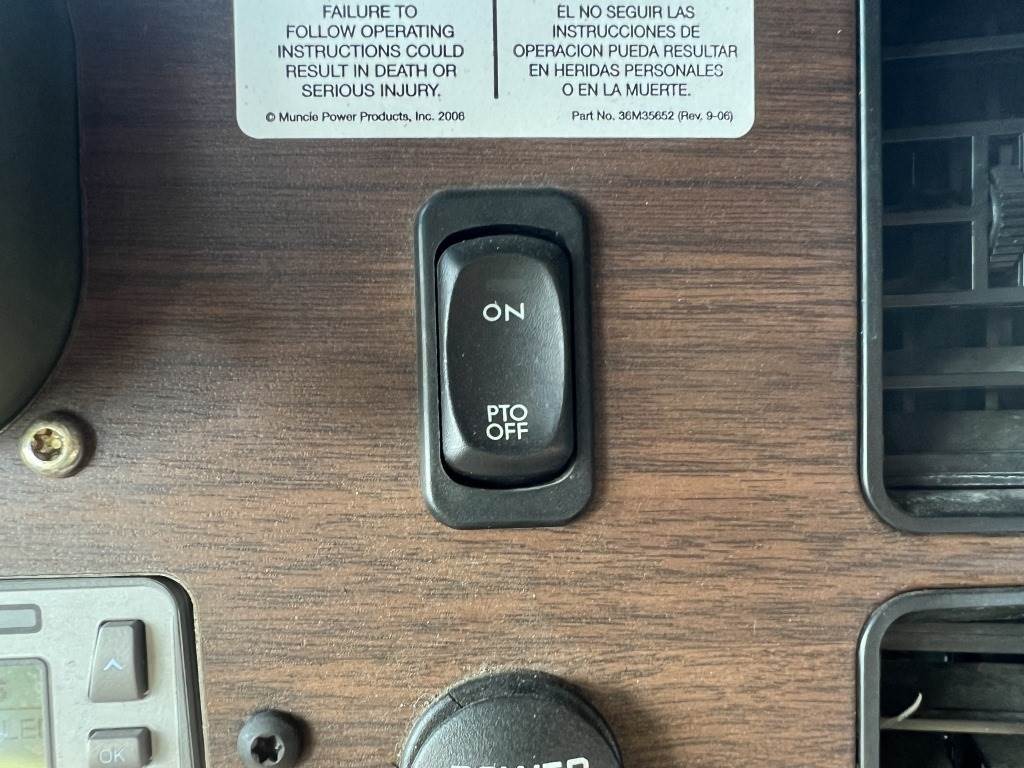 FAILURE TO
FOLLOW OPERATING
INSTRUCTIONS COULD
RESULT IN DEATH OR
SERIOUS INJURY.
EL NO SEGUIR LAS
INSTRUCCIONES DE
OPERACION PUEDA RESULTAR
EN HERIDAS PERSONALES
O EN LA MUERTE.
© Muncie Power Products, Inc. 2006
Part No. 36M35652 (Rev. 9-06)
ON
PTO
OFF
OK
POWER